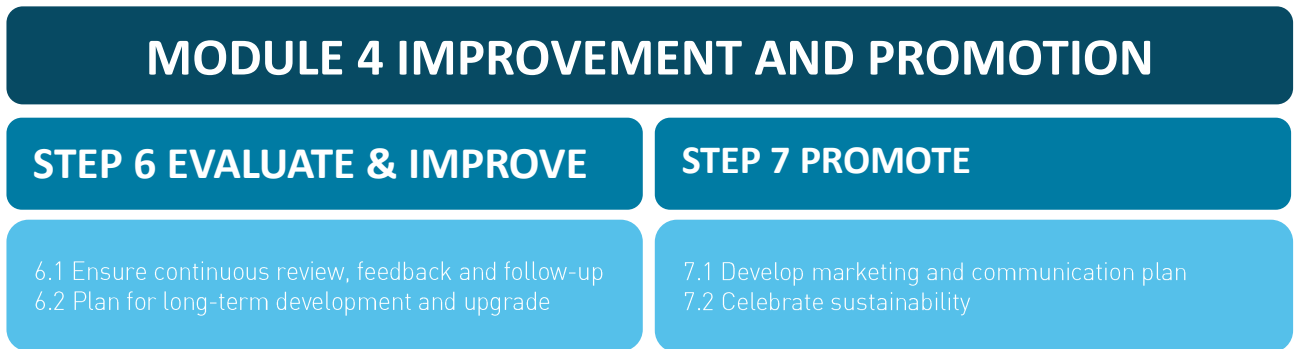 MODULE 4 IMPROVEMENT AND PROMOTION
STEP 6 EVALUATE & IMPROVE
6.1 Ensure continuous review, feedback and follow-up
6.2 Plan for long-term development and upgrade
STEP 7 PROMOTE
7.1 Develop marketing and communication plan
7.2 Celebrate sustainability